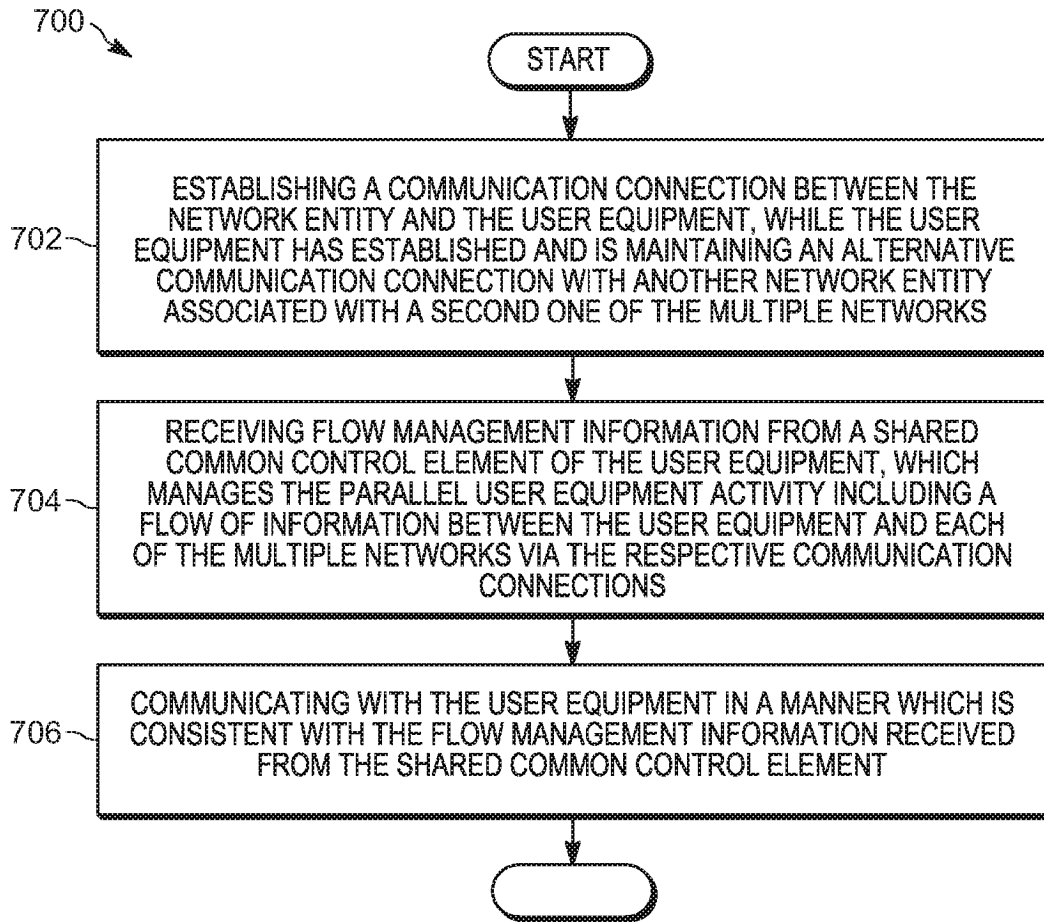 700
START
702
ESTABLISHING A COMMUNICATION CONNECTION BETWEEN THE
NETWORK ENTITY AND THE USER EQUIPMENT, WHILE THE USER
EQUIPMENT HAS ESTABLISHED AND IS MAINTAINING AN ALTERNATIVE
COMMUNICATION CONNECTION WITH ANOTHER NETWORK ENTITY
ASSOCIATED WITH A SECOND ONE OF THE MULTIPLE NETWORKS
704
RECEIVING FLOW MANAGEMENT INFORMATION FROM A SHARED
COMMON CONTROL ELEMENT OF THE USER EQUIPMENT, WHICH
MANAGES THE PARALLEL USER EQUIPMENT ACTIVITY INCLUDING A
FLOW OF INFORMATION BETWEEN THE USER EQUIPMENT AND EACH
OF THE MULTIPLE NETWORKS VIA THE RESPECTIVE COMMUNICATION
CONNECTIONS
706
COMMUNICATING WITH THE USER EQUIPMENT IN A MANNER WHICH IS
CONSISTENT WITH THE FLOW MANAGEMENT INFORMATION RECEIVED
FROM THE SHARED COMMON CONTROL ELEMENT